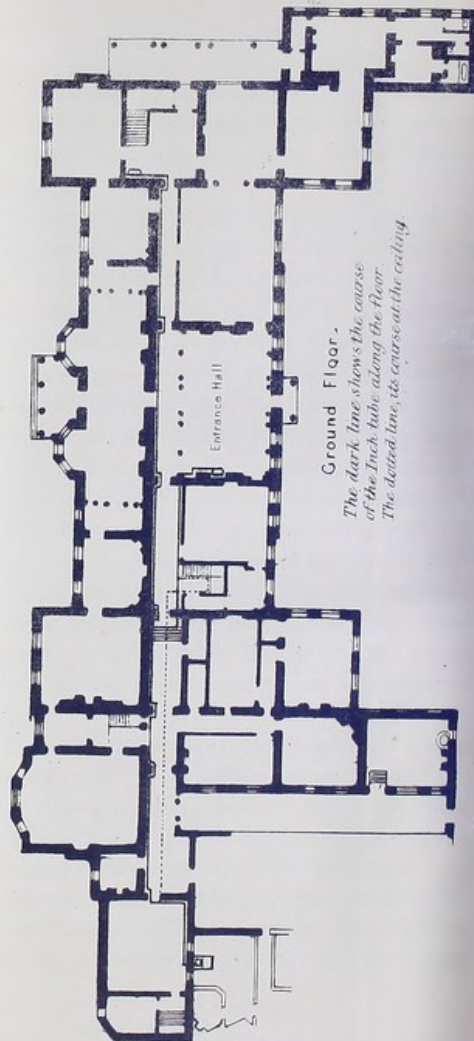 Entrance Hall
Ground Floor.
The dark line shows the course
of the Inch tube along the floor
The dotted line, its course at the ceiling.